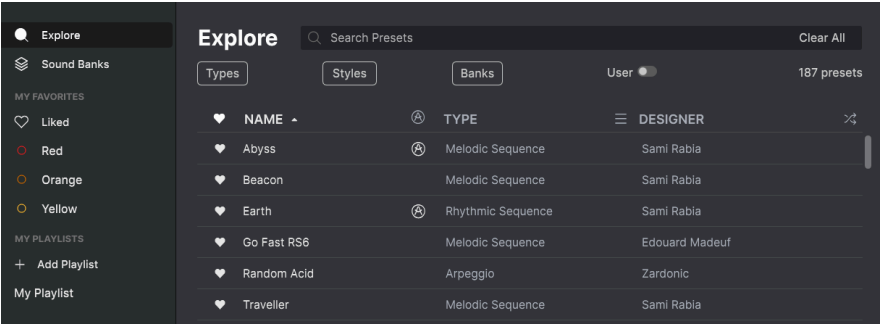 Explore
Sound Banks
MY FAVORITES
Liked
Red
Orange
Yellow
MY PLAYLISTS
+ Add Playlist
My Playlist
Explore Search Presets Clear All
Types Styles Banks User 187 presets
NAME TYPE DESIGNER
Abyss Melodic Sequence Sami Rabia
Beacon Melodic Sequence Sami Rabia
Earth Rhythmic Sequence Sami Rabia
Go Fast RS6 Melodic Sequence Edouard Madeuf
Random Acid Arpeggio Zardonic
Traveller Melodic Sequence Sami Rabia